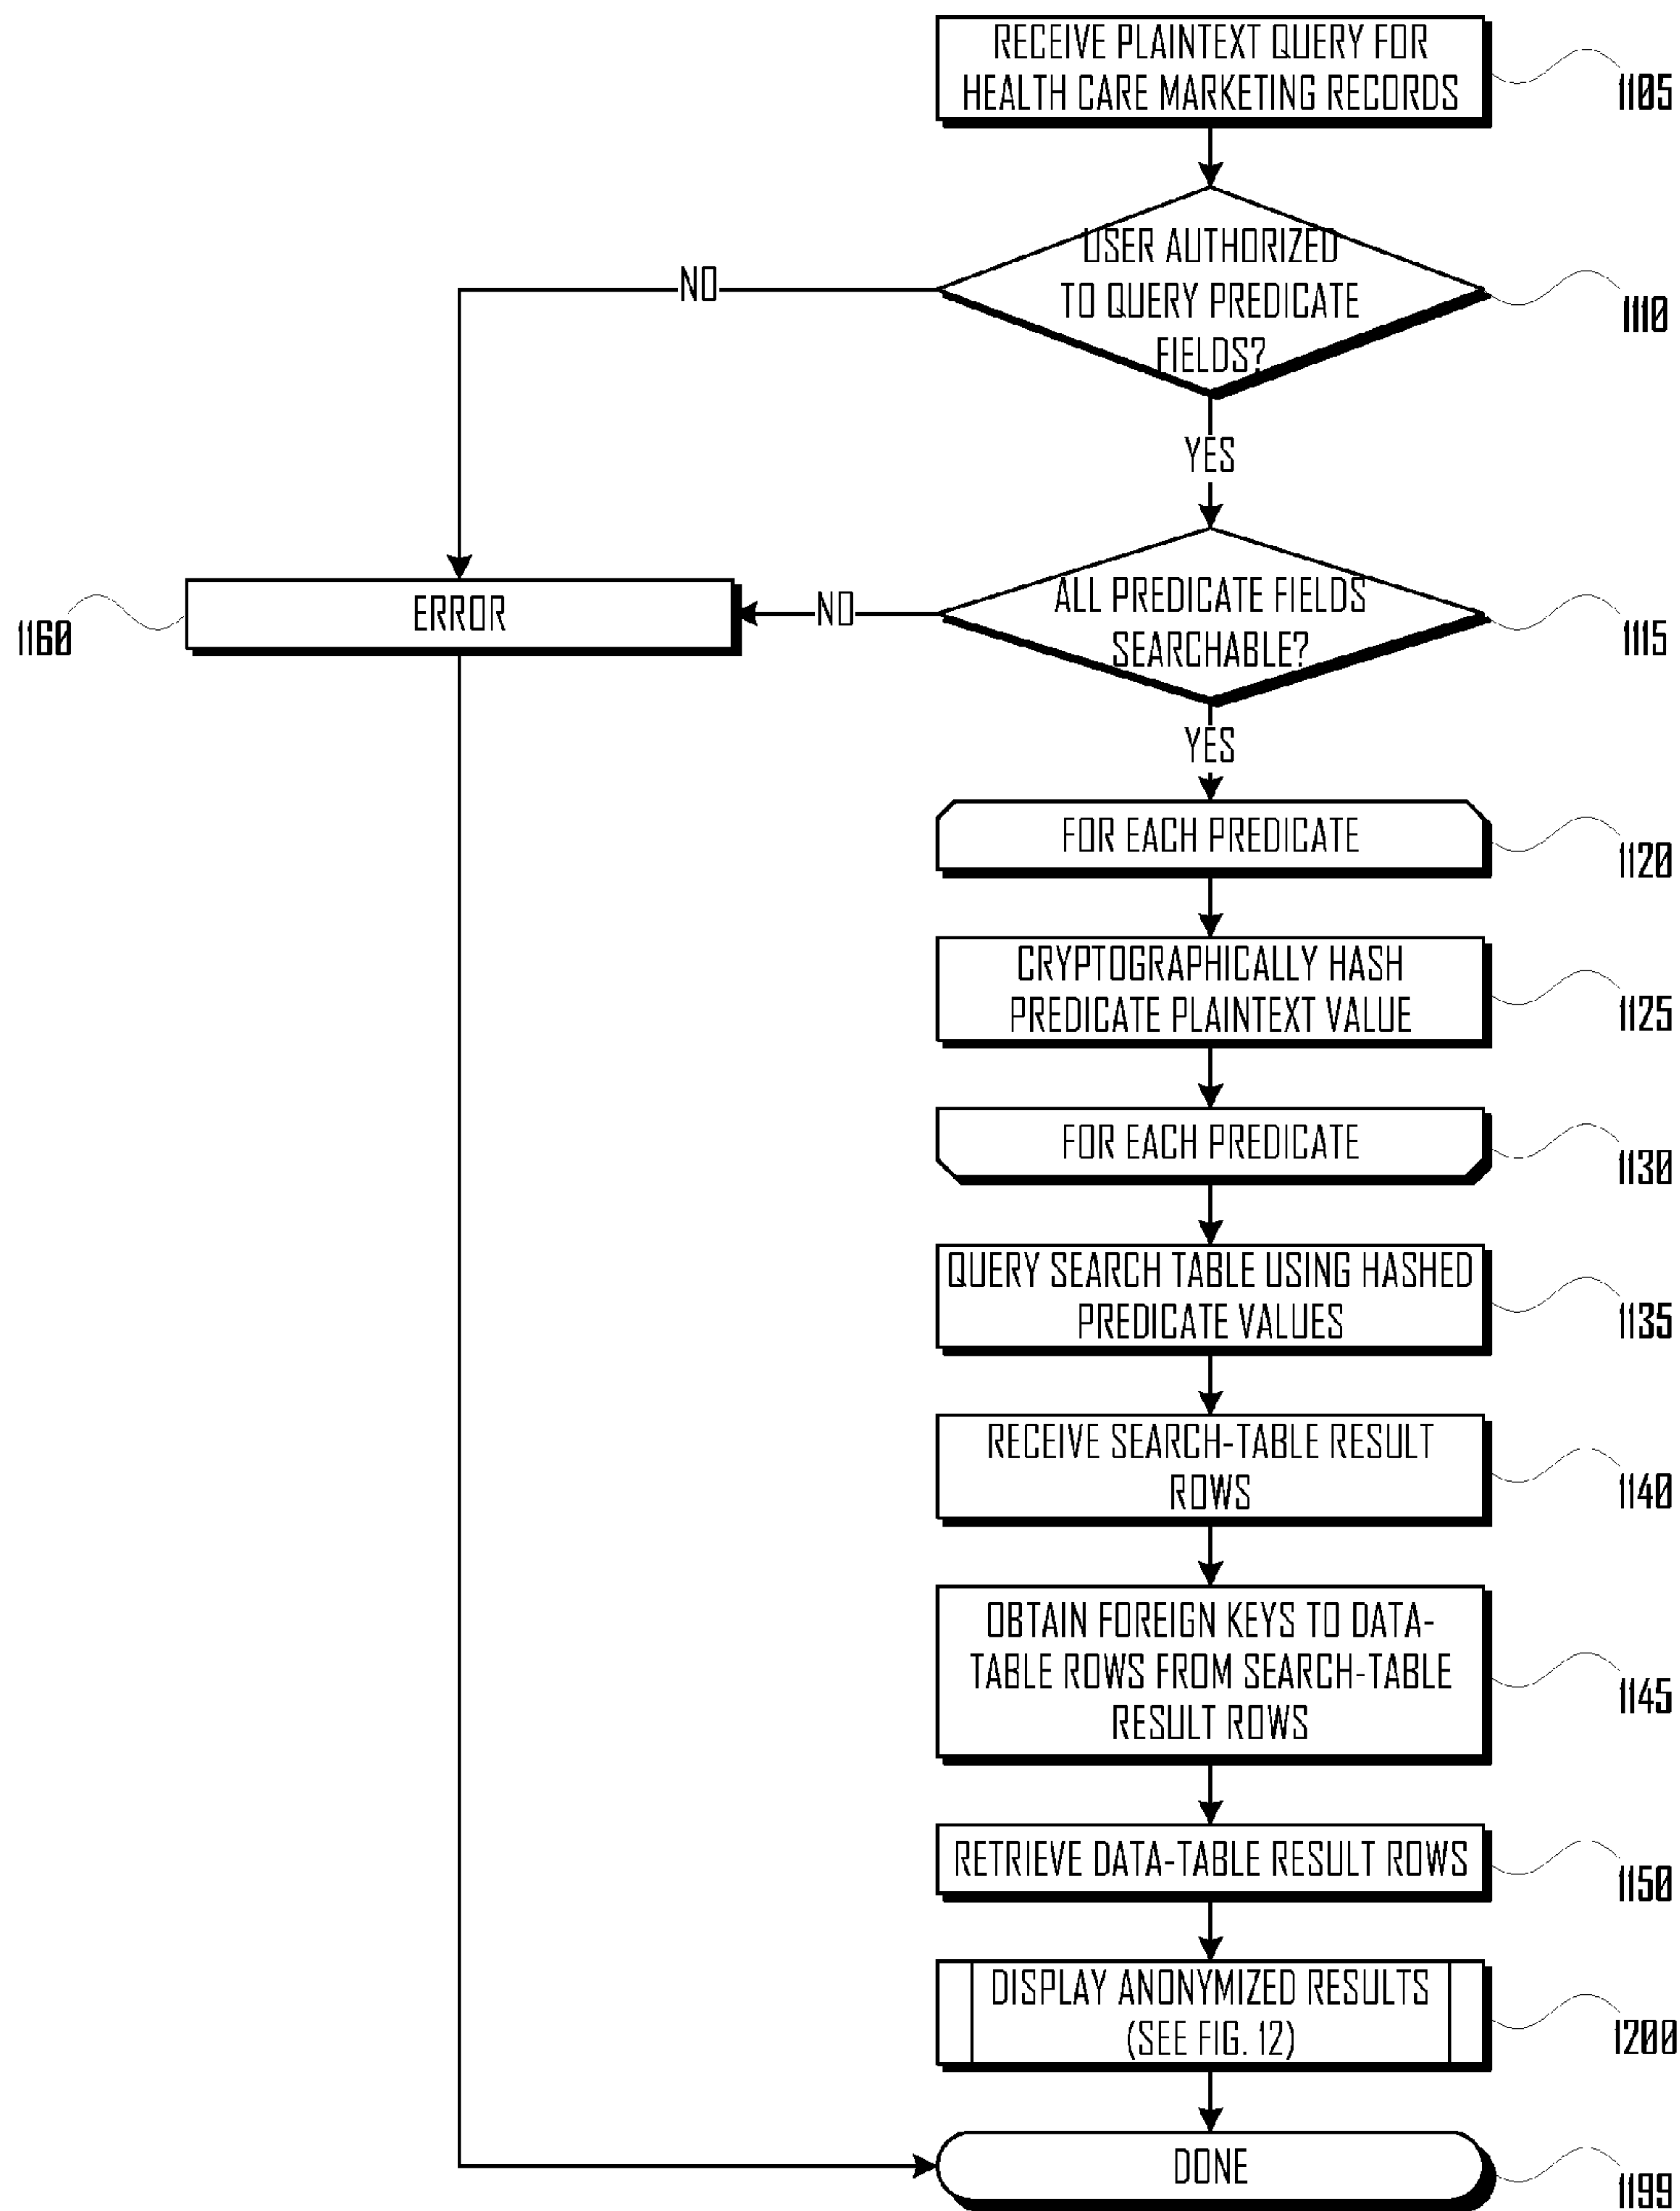 RECEIVE PLAINTEXT QUERY FOR
HEALTH CARE MARKETING RECORDS
1105
USER AUTHORIZED
TO QUERY PREDICATE
FIELDS?
1110
NO
YES
ALL PREDICATE FIELDS
SEARCHABLE?
1115
NO
ERROR
1160
YES
FOR EACH PREDICATE
1120
CRYPTOGRAPHICALLY HASH
PREDICATE PLAINTEXT VALUE
1125
FOR EACH PREDICATE
1130
QUERY SEARCH TABLE USING HASHED
PREDICATE VALUES
1135
RECEIVE SEARCH-TABLE RESULT
ROWS
1140
OBTAIN FOREIGN KEYS TO DATA-
TABLE ROWS FROM SEARCH-TABLE
RESULT ROWS
1145
RETRIEVE DATA-TABLE RESULT ROWS
1150
DISPLAY ANONYMIZED RESULTS
(SEE FIG. 12)
1200
DONE
1199